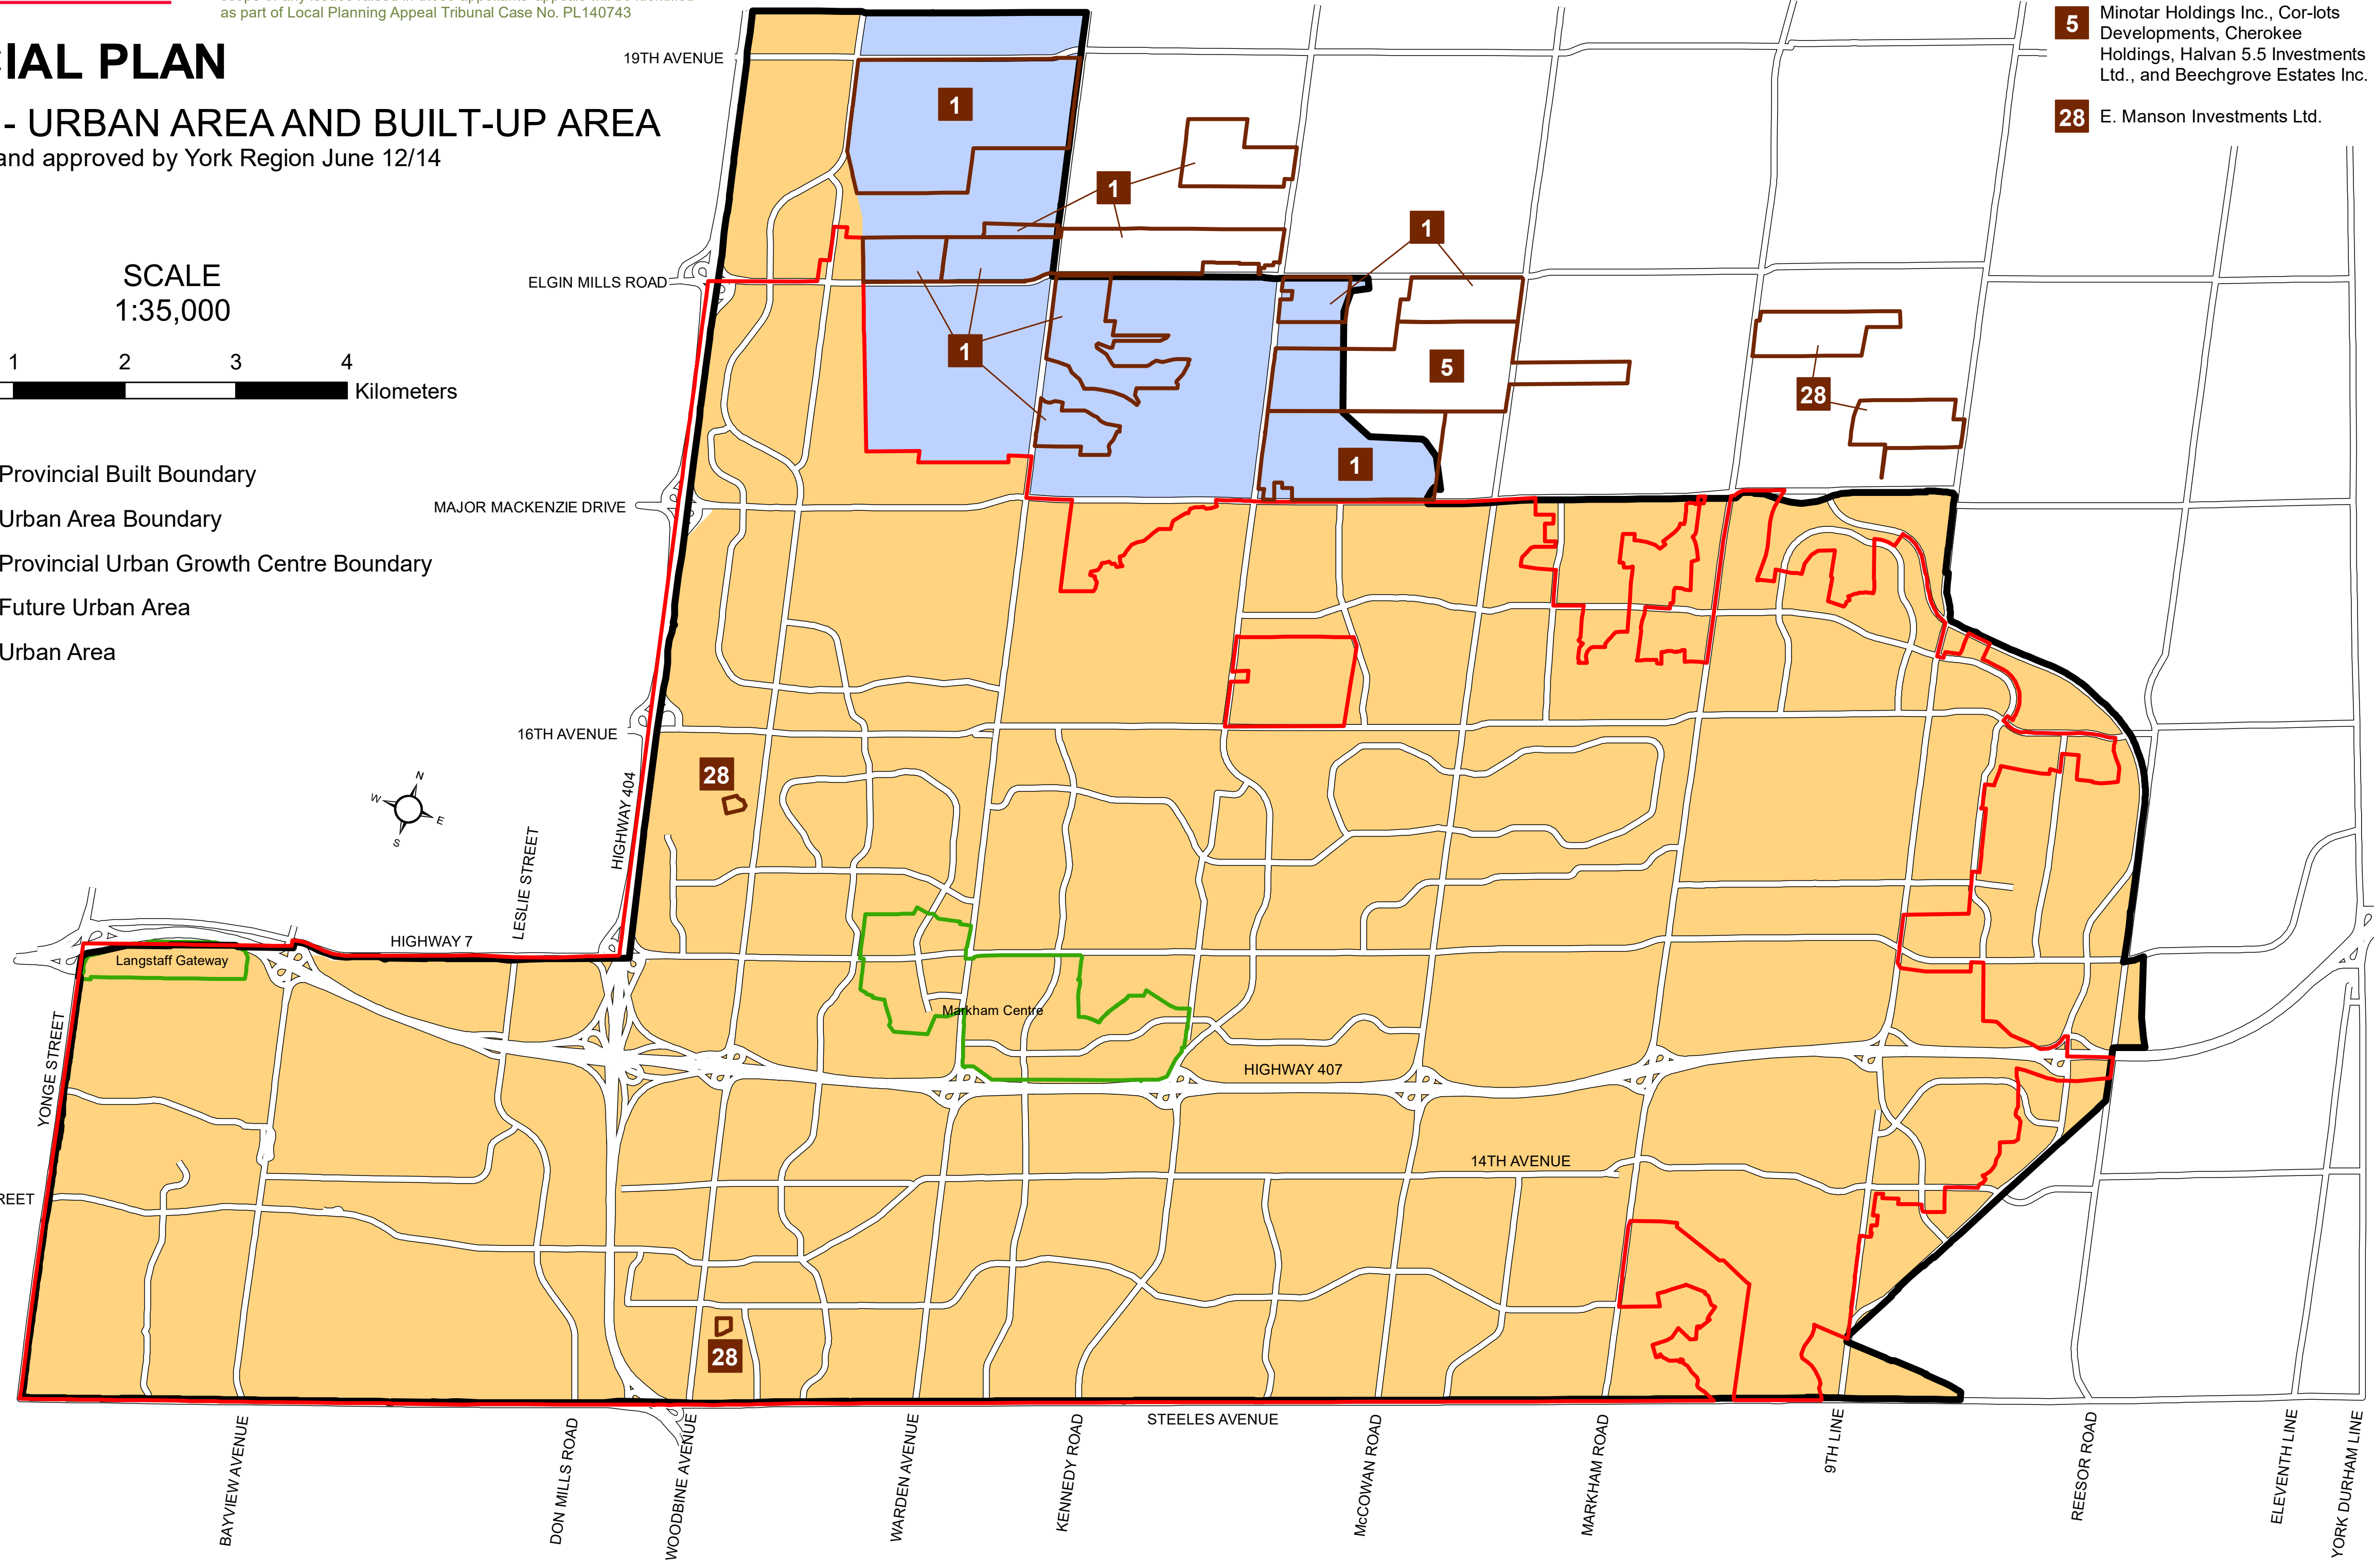 as part of Local Planning Appeal Tribunal Case No. PL140743
CIAL PLAN
- URBAN AREA AND BUILT-UP AREA
and approved by York Region June 12/14
SCALE
1:35,000
1 2 3 4
Kilometers
Provincial Built Boundary
Urban Area Boundary
Provincial Urban Growth Centre Boundary
Future Urban Area
Urban Area
5 Minotar Holdings Inc., Cor-lots
Developments, Cherokee
Holdings, Halvan 5.5 Investments
Ltd., and Beechgrove Estates Inc.
28 E. Manson Investments Ltd.
19TH AVENUE
1
1
1
ELGIN MILLS ROAD
1
5
28
1
MAJOR MACKENZIE DRIVE
16TH AVENUE
28
N
W
E
S
HIGHWAY 404
LESLIE STREET
HIGHWAY 7
Langstaff Gateway
Markham Centre
YONGE STREET
HIGHWAY 407
14TH AVENUE
REET
28
STEELES AVENUE
BAYVIEW AVENUE
DON MILLS ROAD
WOODBINE AVENUE
WARDEN AVENUE
KENNEDY ROAD
McCOWAN ROAD
MARKHAM ROAD
9TH LINE
REESOR ROAD
ELEVENTH LINE
YORK DURHAM LINE